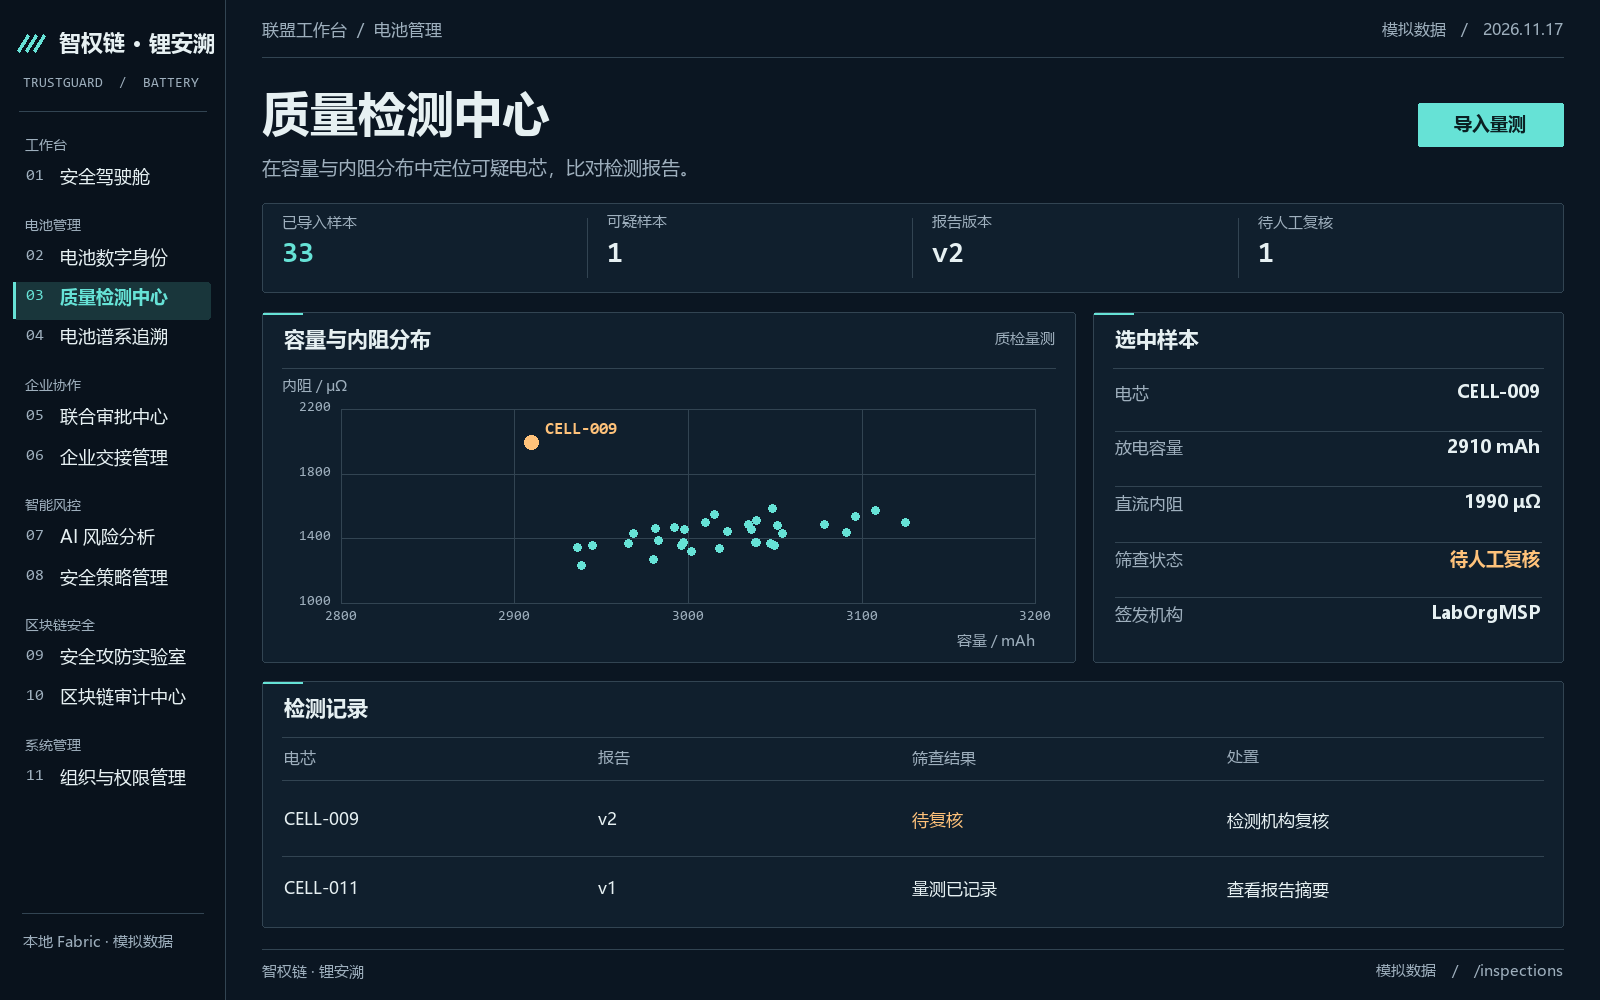 智权链·锂安溯
TRUSTGUARD / BATTERY
工作台
01 安全驾驶舱
电池管理
02 电池数字身份
03 质量检测中心
04 电池谱系追溯
企业协作
05 联合审批中心
06 企业交接管理
智能风控
07 AI 风险分析
08 安全策略管理
区块链安全
09 安全攻防实验室
10 区块链审计中心
系统管理
11 组织与权限管理
本地 Fabric · 模拟数据
联盟工作台 / 电池管理
模拟数据 / 2026.11.17
质量检测中心
导入量测
在容量与内阻分布中定位可疑电芯，比对检测报告。
已导入样本
33
可疑样本
1
报告版本
v2
待人工复核
1
容量与内阻分布
质检量测
内阻 / μΩ
2200
1800
1400
1000
CELL-009
2800 2900 3000 3100 3200
容量 / mAh
选中样本
电芯 CELL-009
放电容量 2910 mAh
直流内阻 1990 μΩ
筛查状态 待人工复核
签发机构 LabOrgMSP
检测记录
电芯 报告 筛查结果 处置
CELL-009 v2 待复核 检测机构复核
CELL-011 v1 量测已记录 查看报告摘要
智权链 · 锂安溯
模拟数据 / /inspections